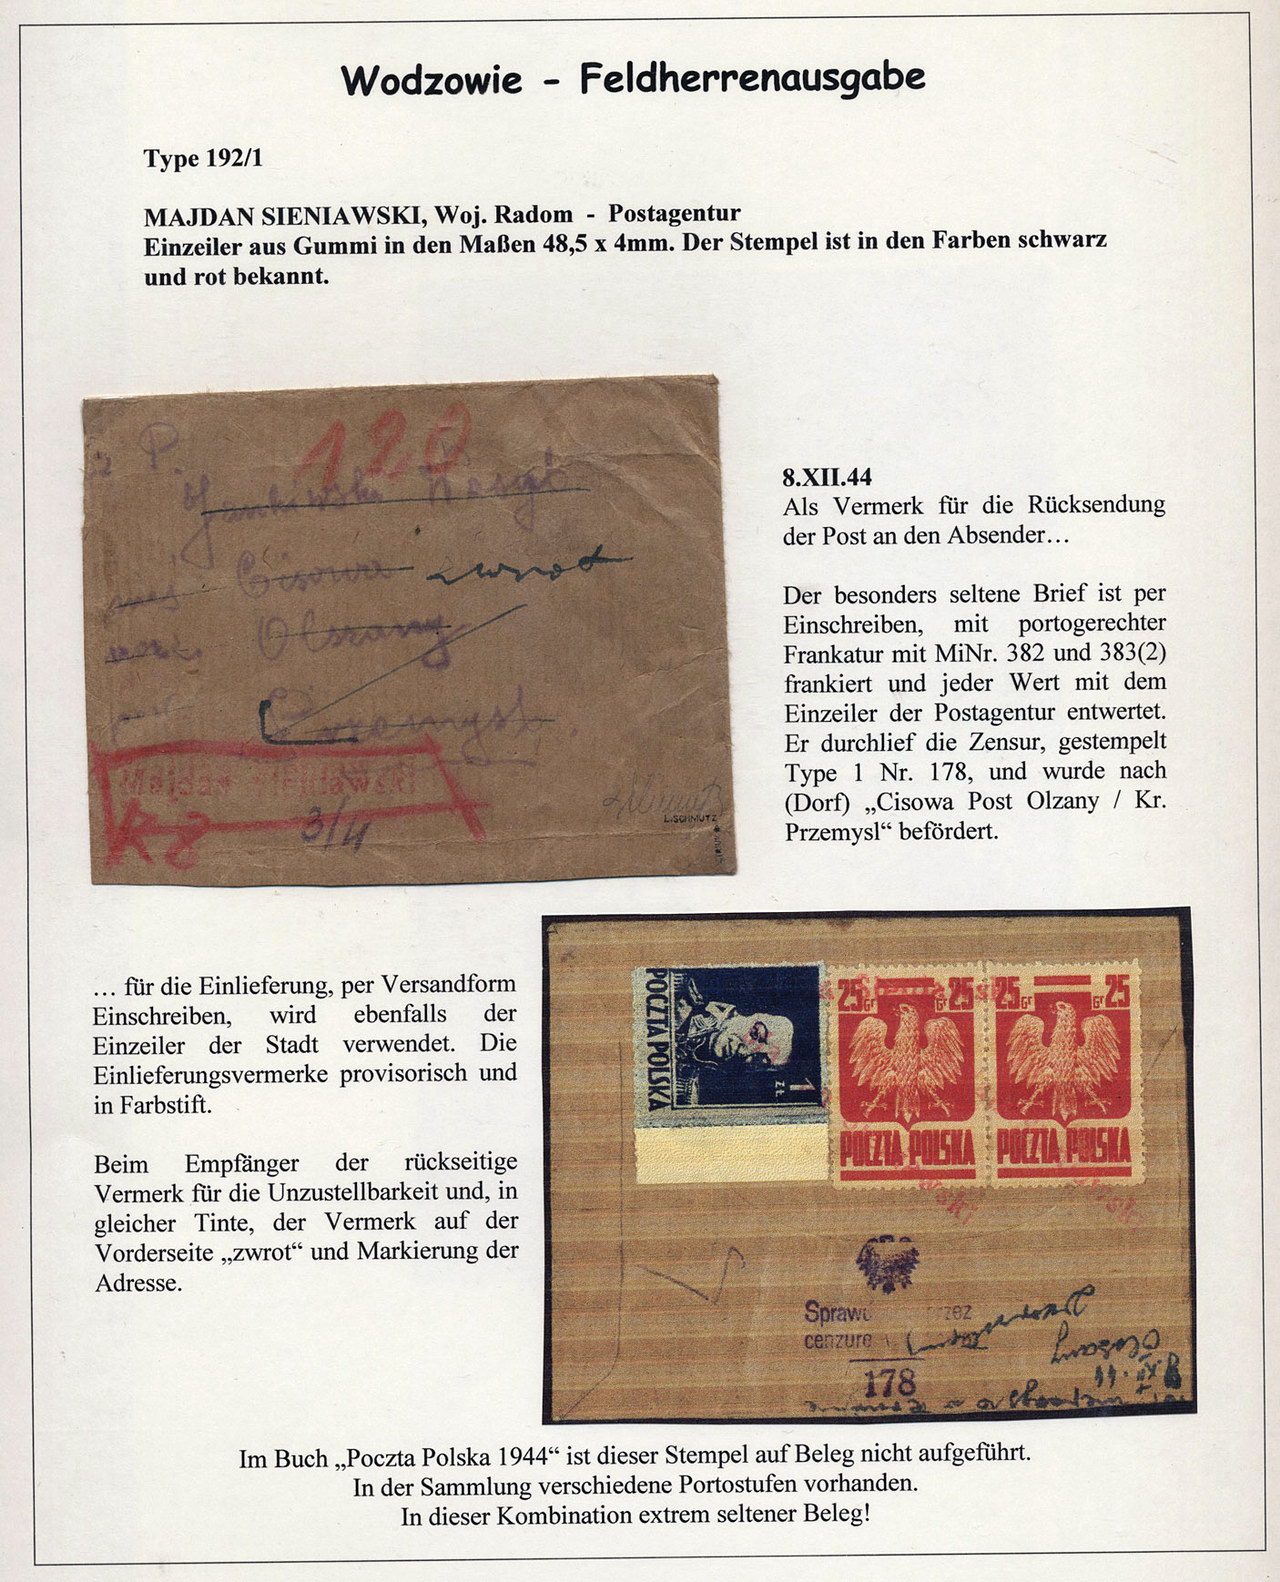 Wodzowie - Feldherrenausgabe
Type 192/1
MAJDAN SIENIAWSKI, Woj. Radom - Postagentur
Einzeiler aus Gummi in den Maßen 48,5 x 4mm. Der Stempel ist in den Farben schwarz
und rot bekannt.
P.
120
zwrot
Olszany
Przemyśl.
Majdan Sieniawski
R 8
3/4
L.SCHMUTZ
8.XII.44
Als Vermerk für die Rücksendung
der Post an den Absender…
Der besonders seltene Brief ist per
Einschreiben, mit portogerechter
Frankatur mit MiNr. 382 und 383(2)
frankiert und jeder Wert mit dem
Einzeiler der Postagentur entwertet.
Er durchlief die Zensur, gestempelt
Type 1 Nr. 178, und wurde nach
(Dorf) „Cisowa Post Olzany / Kr.
Przemysl“ befördert.
… für die Einlieferung, per Versandform
Einschreiben, wird ebenfalls der
Einzeiler der Stadt verwendet. Die
Einlieferungsvermerke provisorisch und
in Farbstift.
Beim Empfänger der rückseitige
Vermerk für die Unzustellbarkeit und, in
gleicher Tinte, der Vermerk auf der
Vorderseite „zwrot“ und Markierung der
Adresse.
POCZTA POLSKA
1 ZŁ
25 GR 25
POCZTA POLSKA
25 GR 25
POCZTA POLSKA
cenzure
178
Olszany
Im Buch „Poczta Polska 1944“ ist dieser Stempel auf Beleg nicht aufgeführt.
In der Sammlung verschiedene Portostufen vorhanden.
In dieser Kombination extrem seltener Beleg!